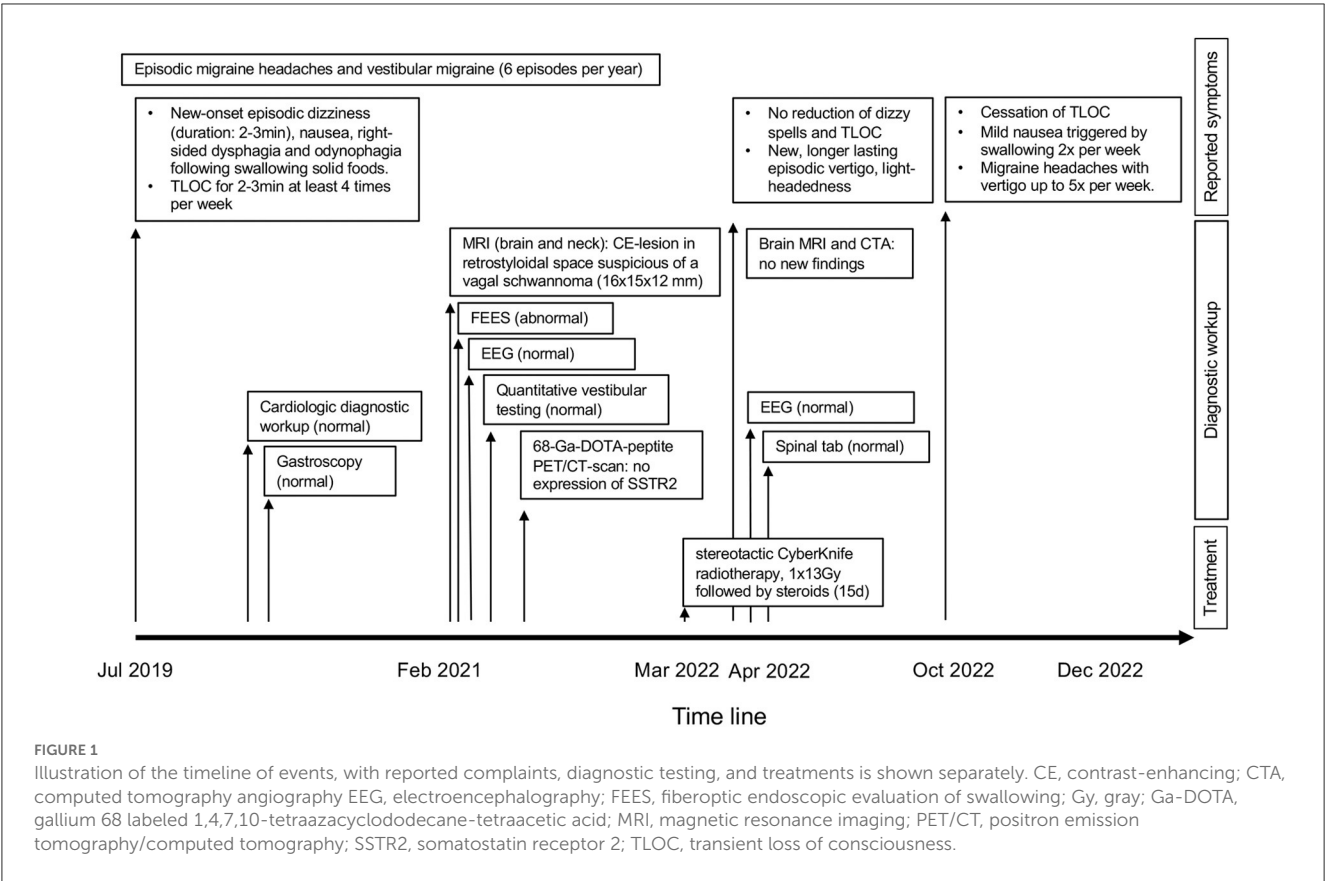 Episodic migraine headaches and vestibular migraine (6 episodes per year)
• New-onset episodic dizziness
(duration: 2-3min), nausea, right-
sided dysphagia and odynophagia
following swallowing solid foods.
• TLOC for 2-3min at least 4 times
per week
• No reduction of dizzy
spells and TLOC
• New, longer lasting
episodic vertigo, light-
headedness
• Cessation of TLOC
• Mild nausea triggered by
swallowing 2x per week
• Migraine headaches with
vertigo up to 5x per week.
Reported symptoms
MRI (brain and neck): CE-lesion in
retrostyloidal space suspicious of a
vagal schwannoma (16x15x12 mm)
Brain MRI and CTA:
no new findings
FEES (abnormal)
EEG (normal)
Quantitative vestibular
testing (normal)
Cardiologic diagnostic
workup (normal)
Gastroscopy
(normal)
68-Ga-DOTA-peptite
PET/CT-scan: no
expression of SSTR2
EEG (normal)
Spinal tab (normal)
Diagnostic workup
stereotactic CyberKnife
radiotherapy, 1x13Gy
followed by steroids (15d)
Treatment
Jul 2019
Feb 2021
Mar 2022
Apr 2022
Oct 2022
Dec 2022
Time line
FIGURE 1
Illustration of the timeline of events, with reported complaints, diagnostic testing, and treatments is shown separately. CE, contrast-enhancing; CTA,
computed tomography angiography EEG, electroencephalography; FEES, fiberoptic endoscopic evaluation of swallowing; Gy, gray; Ga-DOTA,
gallium 68 labeled 1,4,7,10-tetraazacyclododecane-tetraacetic acid; MRI, magnetic resonance imaging; PET/CT, positron emission
tomography/computed tomography; SSTR2, somatostatin receptor 2; TLOC, transient loss of consciousness.